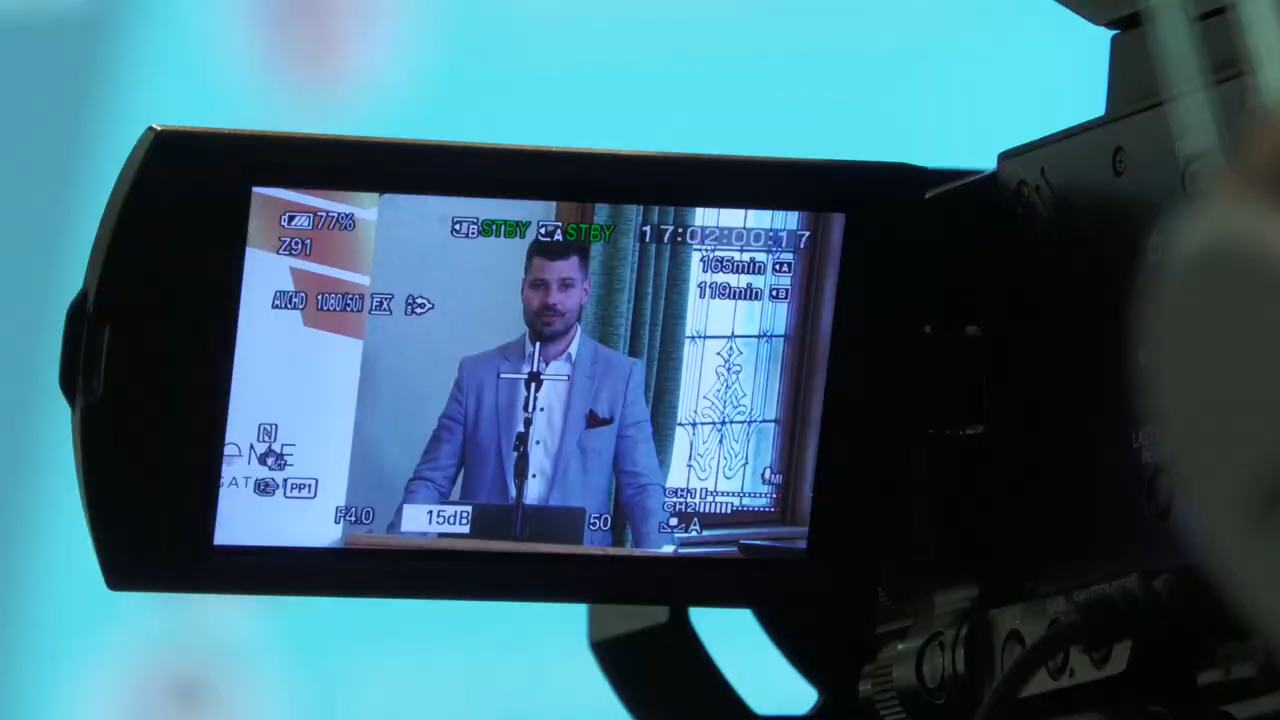 77%
B STBY A STBY
17:02:00:17
Z91
165min A
119min B
AVCHD 1080/50i FX
N
PP1
CH1
CH2
F4.0
15dB
50
A